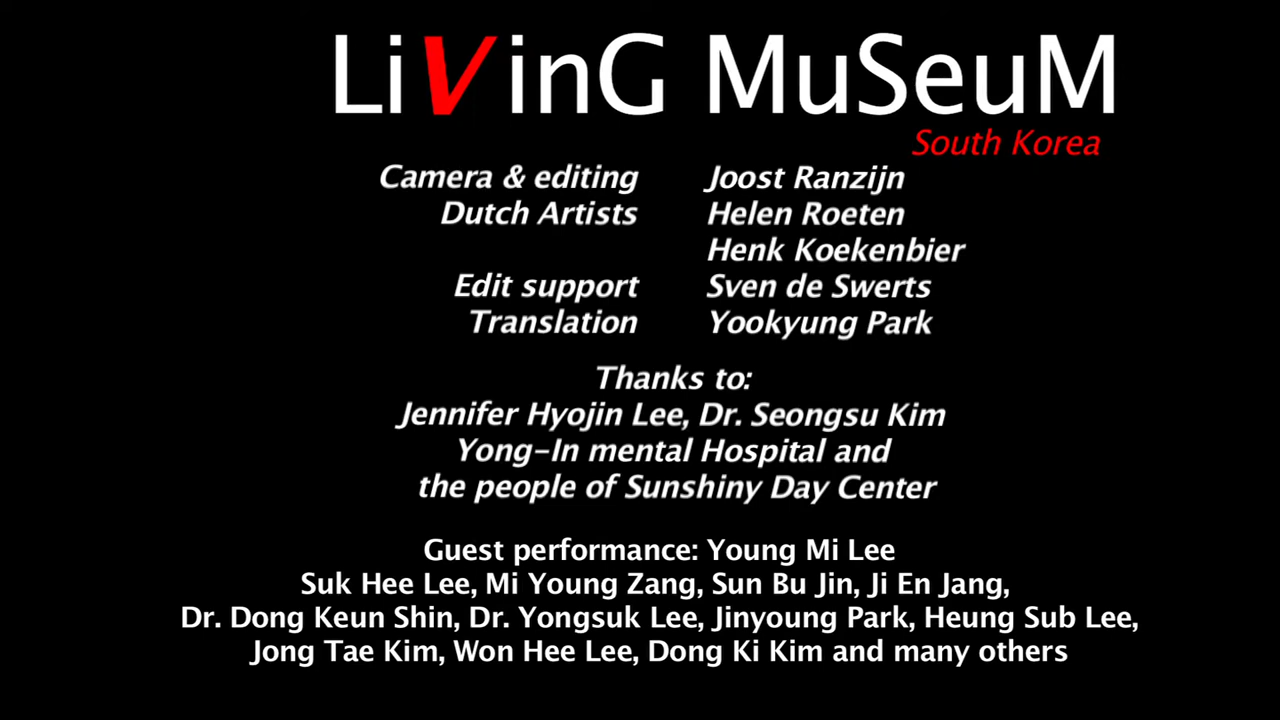 LiVinG MuSeuM
South Korea
Camera & editing Joost Ranzijn
Dutch Artists Helen Roeten
Henk Koekenbier
Edit support Sven de Swerts
Translation Yookyung Park
Thanks to:
Jennifer Hyojin Lee, Dr. Seongsu Kim
Yong-In mental Hospital and
the people of Sunshiny Day Center
Guest performance: Young Mi Lee
Suk Hee Lee, Mi Young Zang, Sun Bu Jin, Ji En Jang,
Dr. Dong Keun Shin, Dr. Yongsuk Lee, Jinyoung Park, Heung Sub Lee,
Jong Tae Kim, Won Hee Lee, Dong Ki Kim and many others